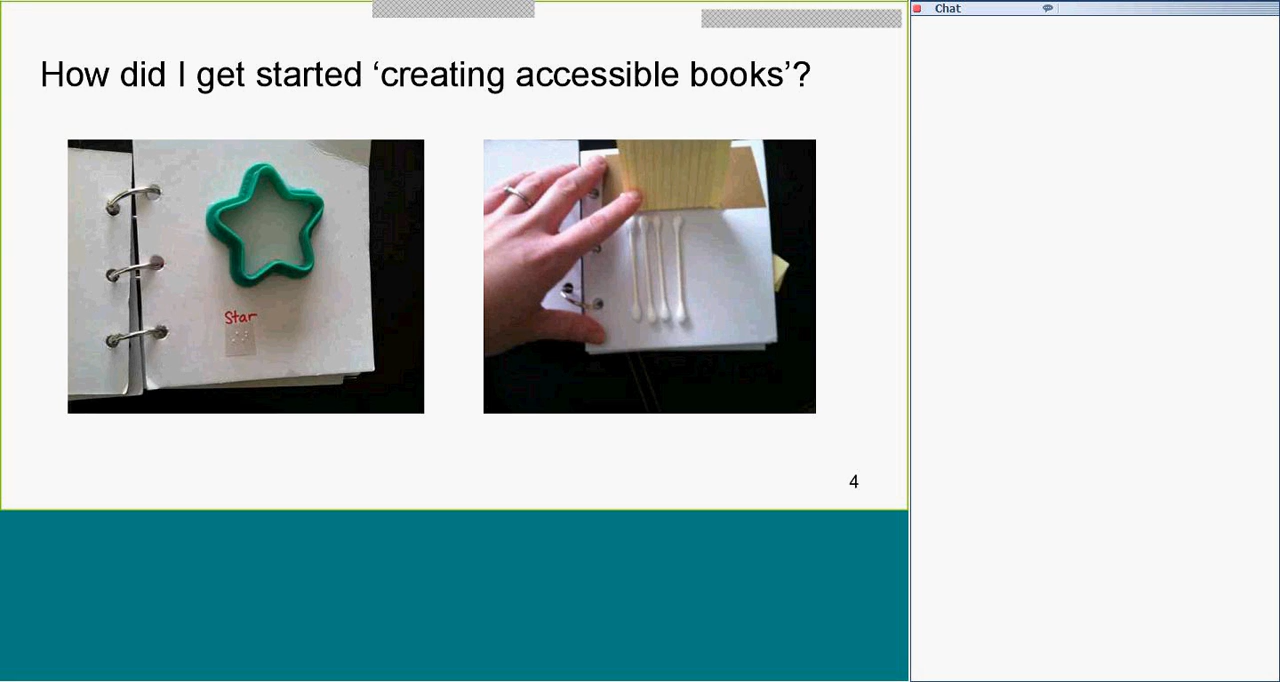 How did I get started ‘creating accessible books’?
Star
4
Chat